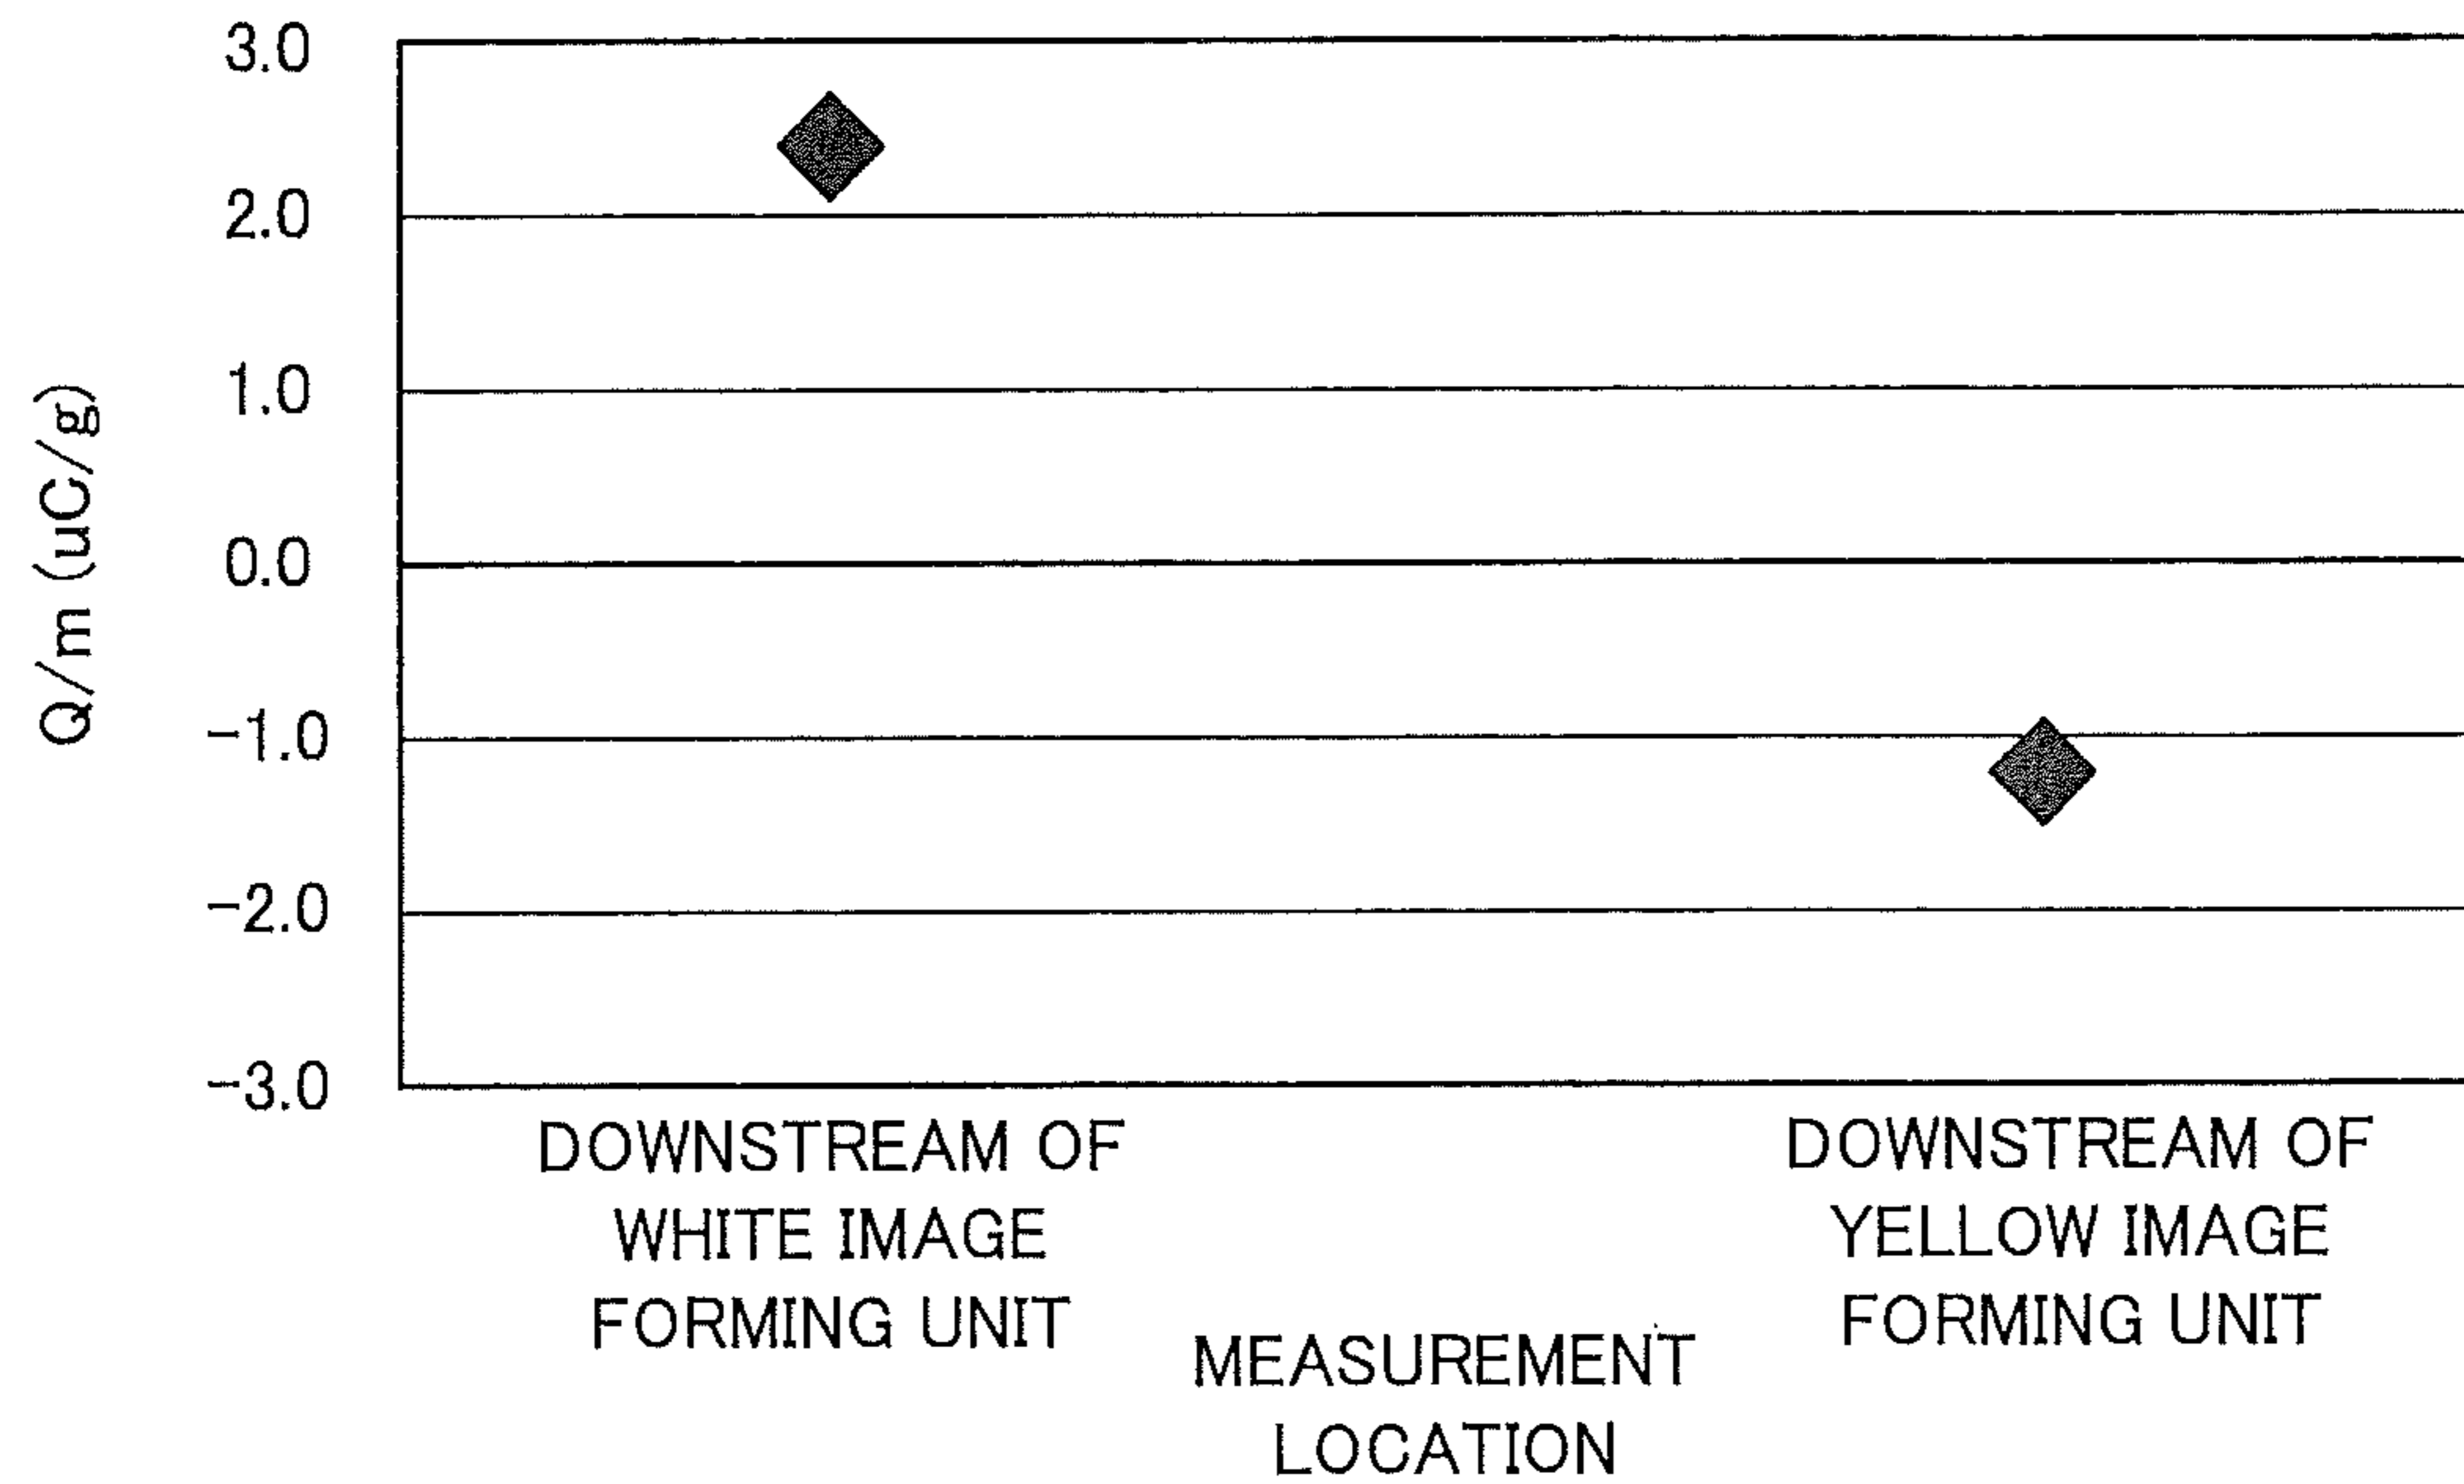 3.0
2.0
1.0
0.0
-1.0
-2.0
-3.0
Q/m (uC/g)
DOWNSTREAM OF
WHITE IMAGE
FORMING UNIT
DOWNSTREAM OF
YELLOW IMAGE
FORMING UNIT
MEASUREMENT
LOCATION